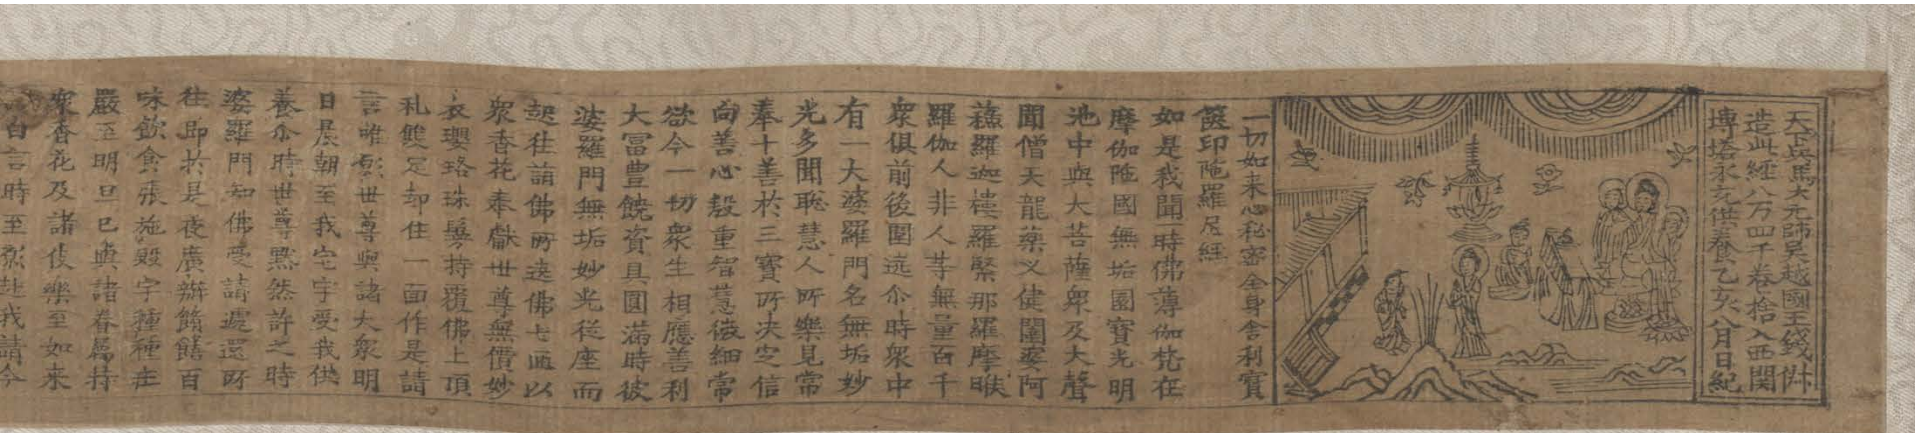 天下兵馬大元帥吳越國王錢俶
造此經八万四千卷捨入西關
塼塔永充供養乙亥八月日紀
一切如来心秘密全身舍利寶
篋印陁羅尼經
如是我聞一時佛薄伽梵在
摩伽陁國無垢園寶光明
池中與大菩薩衆及大聲
聞僧天龍藥叉健闥婆阿
蘓羅迦樓羅緊那羅摩睺
羅伽人非人等無量百千
衆俱前後圍遶尒時衆中
有一大婆羅門名無垢妙
光多聞聡慧人所樂見常
奉十善於三寶所决定信
向善心殷重智慧微細常
欲令一切衆生相應善利
大冨豊饒資具圓滿時彼
婆羅門無垢妙光從座而
起往詣佛所遶佛七匝以
衆香花奉獻世尊無價妙
衣瓔珞珠鬘持覆佛上頂
礼雙足却住一面作是請
言唯願世尊與諸大衆明
日晨朝至我宅宇受我供
養尒時世尊黙然許之時
婆羅門知佛受請遽還所
住即於是夜廣辦餚饍百
味飲食張施殿宇種種莊
嚴至明旦已與諸眷屬持
衆香花及諸伎樂至如来
白言時至願赴我請今